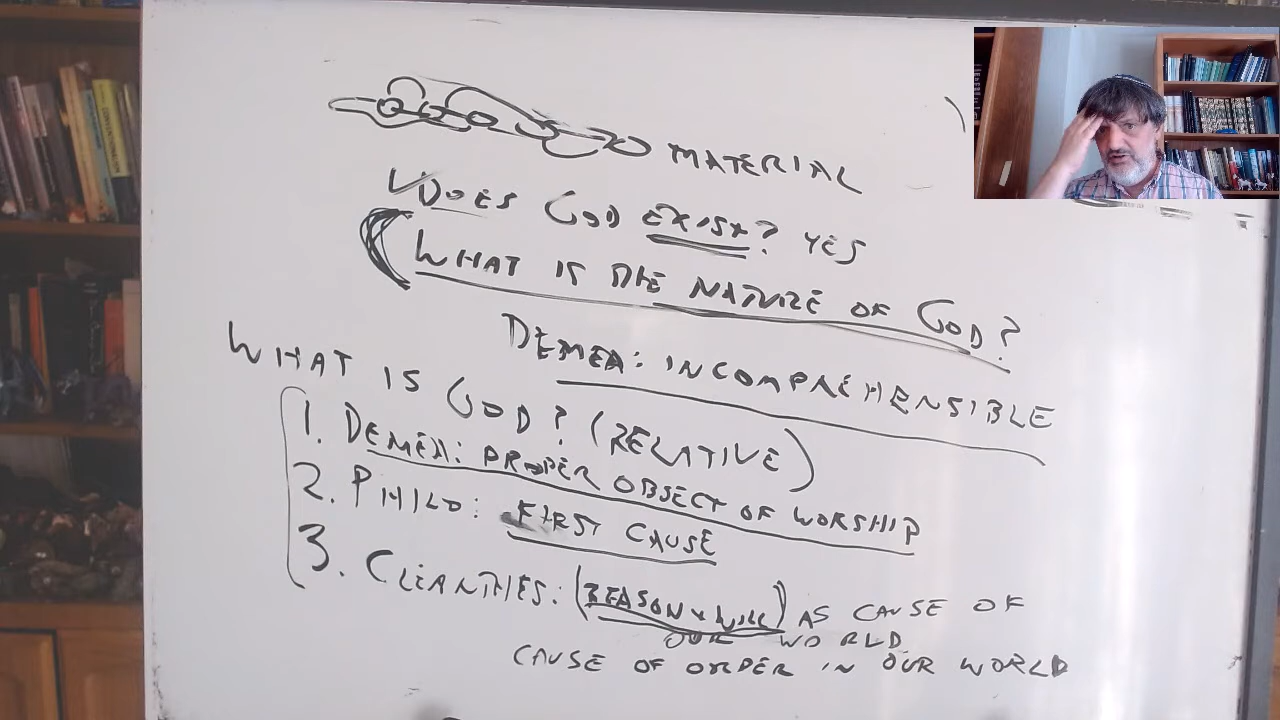 MATERIAL
DOES GOD EXIST? YES
WHAT IS THE NATURE OF GOD?
DEMEA: INCOMPREHENSIBLE
WHAT IS GOD? (RELATIVE)
1. DEMEA: PROPER OBJECT OF WORSHIP
2. PHILO: FIRST CAUSE
3. CLEANTHES: (REASON & WILL) AS CAUSE OF
OUR WORLD
CAUSE OF ORDER IN OUR WORLD